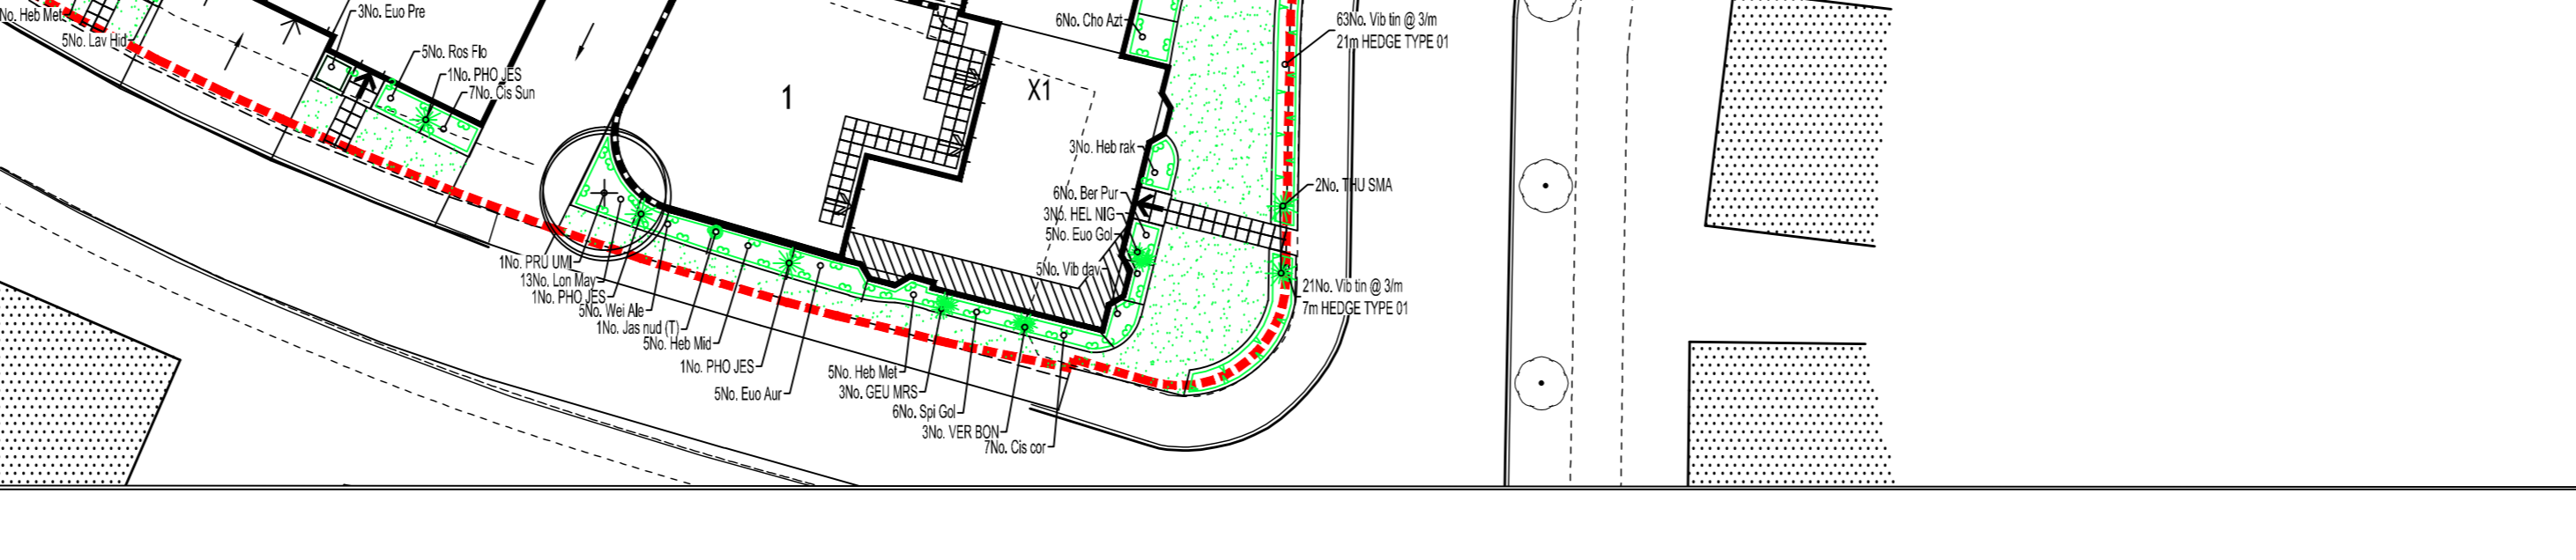 No. Heb Met
5No. Lav Hid
3No. Euo Pre
5No. Ros Flo
1No. PHO JES
7No. Cis Sun
1
X1
6No. Cho Azt
63No. Vib tin @ 3/m
21m HEDGE TYPE 01
3No. Heb rak
2No. THU SMA
6No. Ber Pur
3No. HEL NIG
5No. Euo Gol
5No. Vib dav
21No. Vib tin @ 3/m
7m HEDGE TYPE 01
1No. PRU UMI
13No. Lon May
1No. PHO JES
5No. Wei Ale
1No. Jas nud (T)
5No. Heb Mid
1No. PHO JES
5No. Euo Aur
5No. Heb Met
3No. GEU MRS
6No. Spi Gol
3No. VER BON
7No. Cis cor